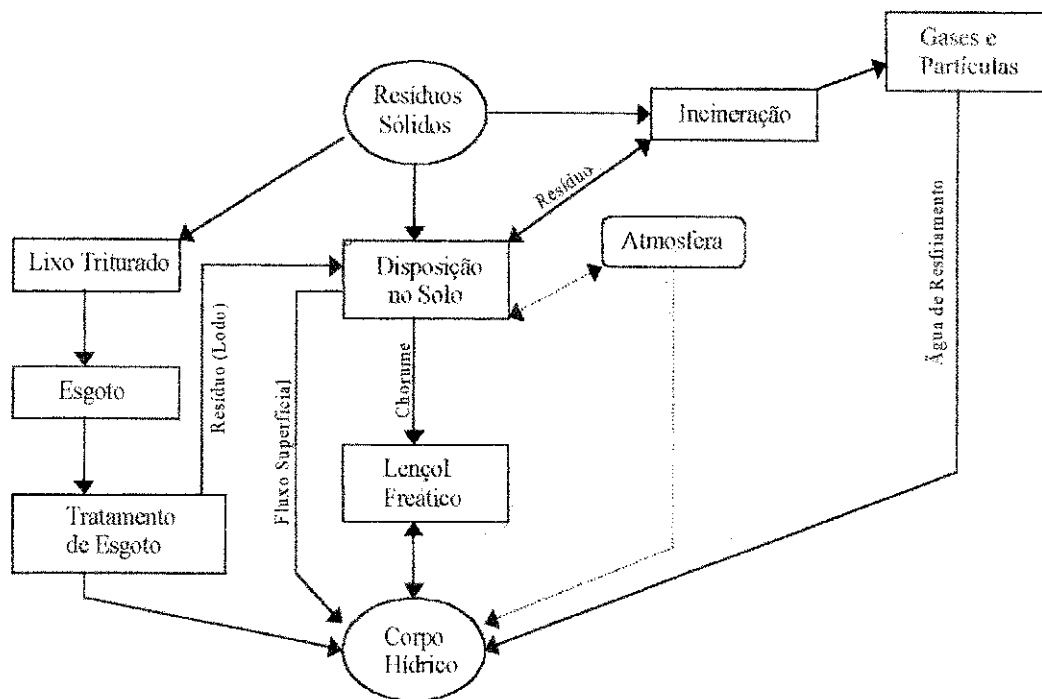 Gases e
Partículas
Resíduos
Sólidos
Incineração
Resíduo
Atmosfera
Lixo Triturado
Disposição
no Solo
Água de Resfriamento
Resíduo (Lodo)
Fluxo Superficial
Chorume
Esgoto
Lençol
Freático
Tratamento
de Esgoto
Corpo
Hídrico